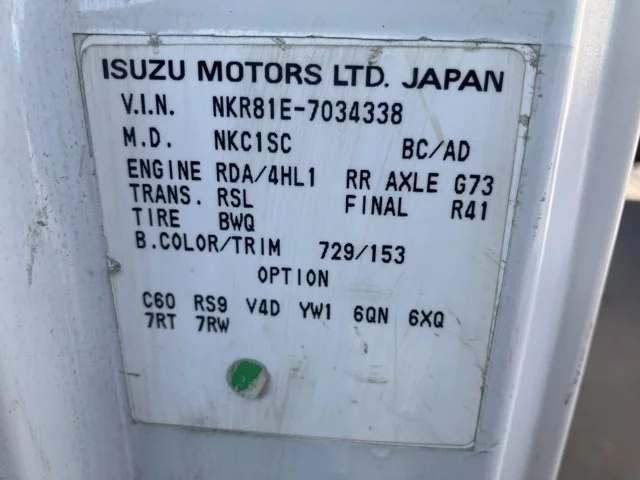 ISUZU MOTORS LTD. JAPAN
V.I.N. NKR81E-7034338
M.D. NKC1SC BC/AD
ENGINE RDA/4HL1 RR AXLE G73
TRANS. RSL FINAL R41
TIRE BWQ
B.COLOR/TRIM 729/153
OPTION
C60 RS9 V4D YW1 6QN 6XQ
7RT 7RW